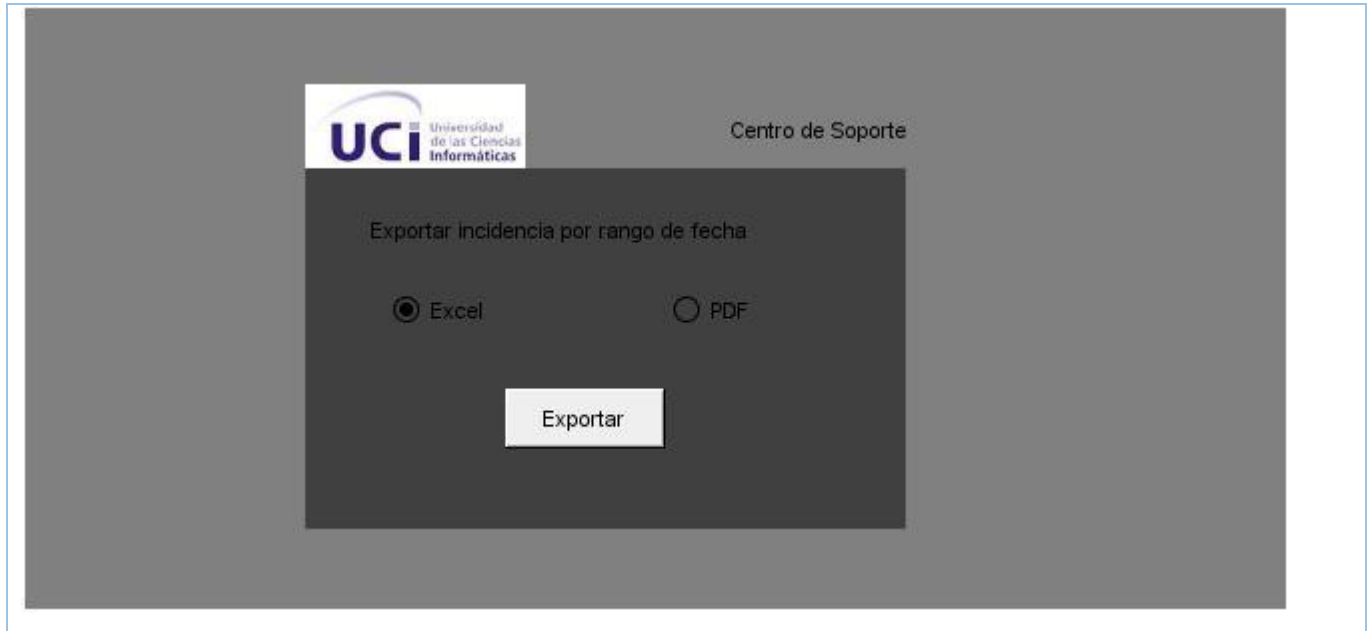 UCi
Universidad
de las Ciencias
Informáticas
Centro de Soporte
Exportar incidencia por rango de fecha
Excel
PDF
Exportar